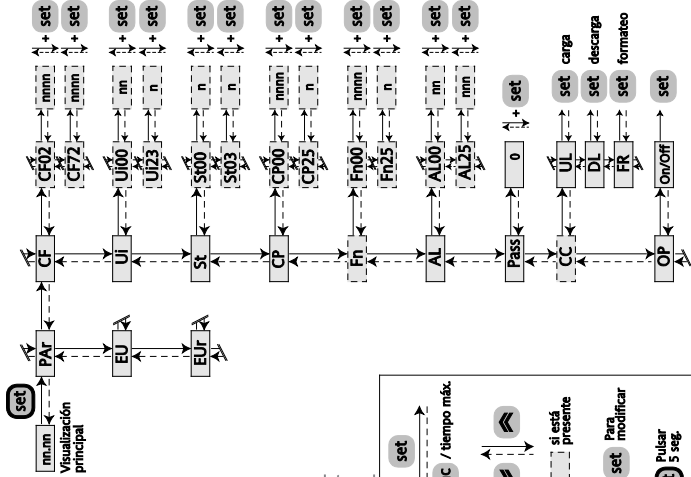 set
nn.nn
Visualización
principal
PAr
EU
EUr
CF
CF02
nnnn
+ set
CF72
nnnn
+ set
Ui
Ui00
nn
+ set
Ui23
n
+ set
St
St00
n
+ set
St03
n
+ set
CP
CP00
nnnn
+ set
CP25
n
+ set
Fn
Fn00
nnnn
+ set
Fn25
n
+ set
AL
AL00
nn
+ set
AL25
nnn
+ set
Pass
0
+ set
CC
UL
set
carga
DL
set
descarga
FR
set
formateo
OP
On/Off
set
set
/ tiempo máx.
si está
presente
set
Para
modificar
Pulsar
5 seg.